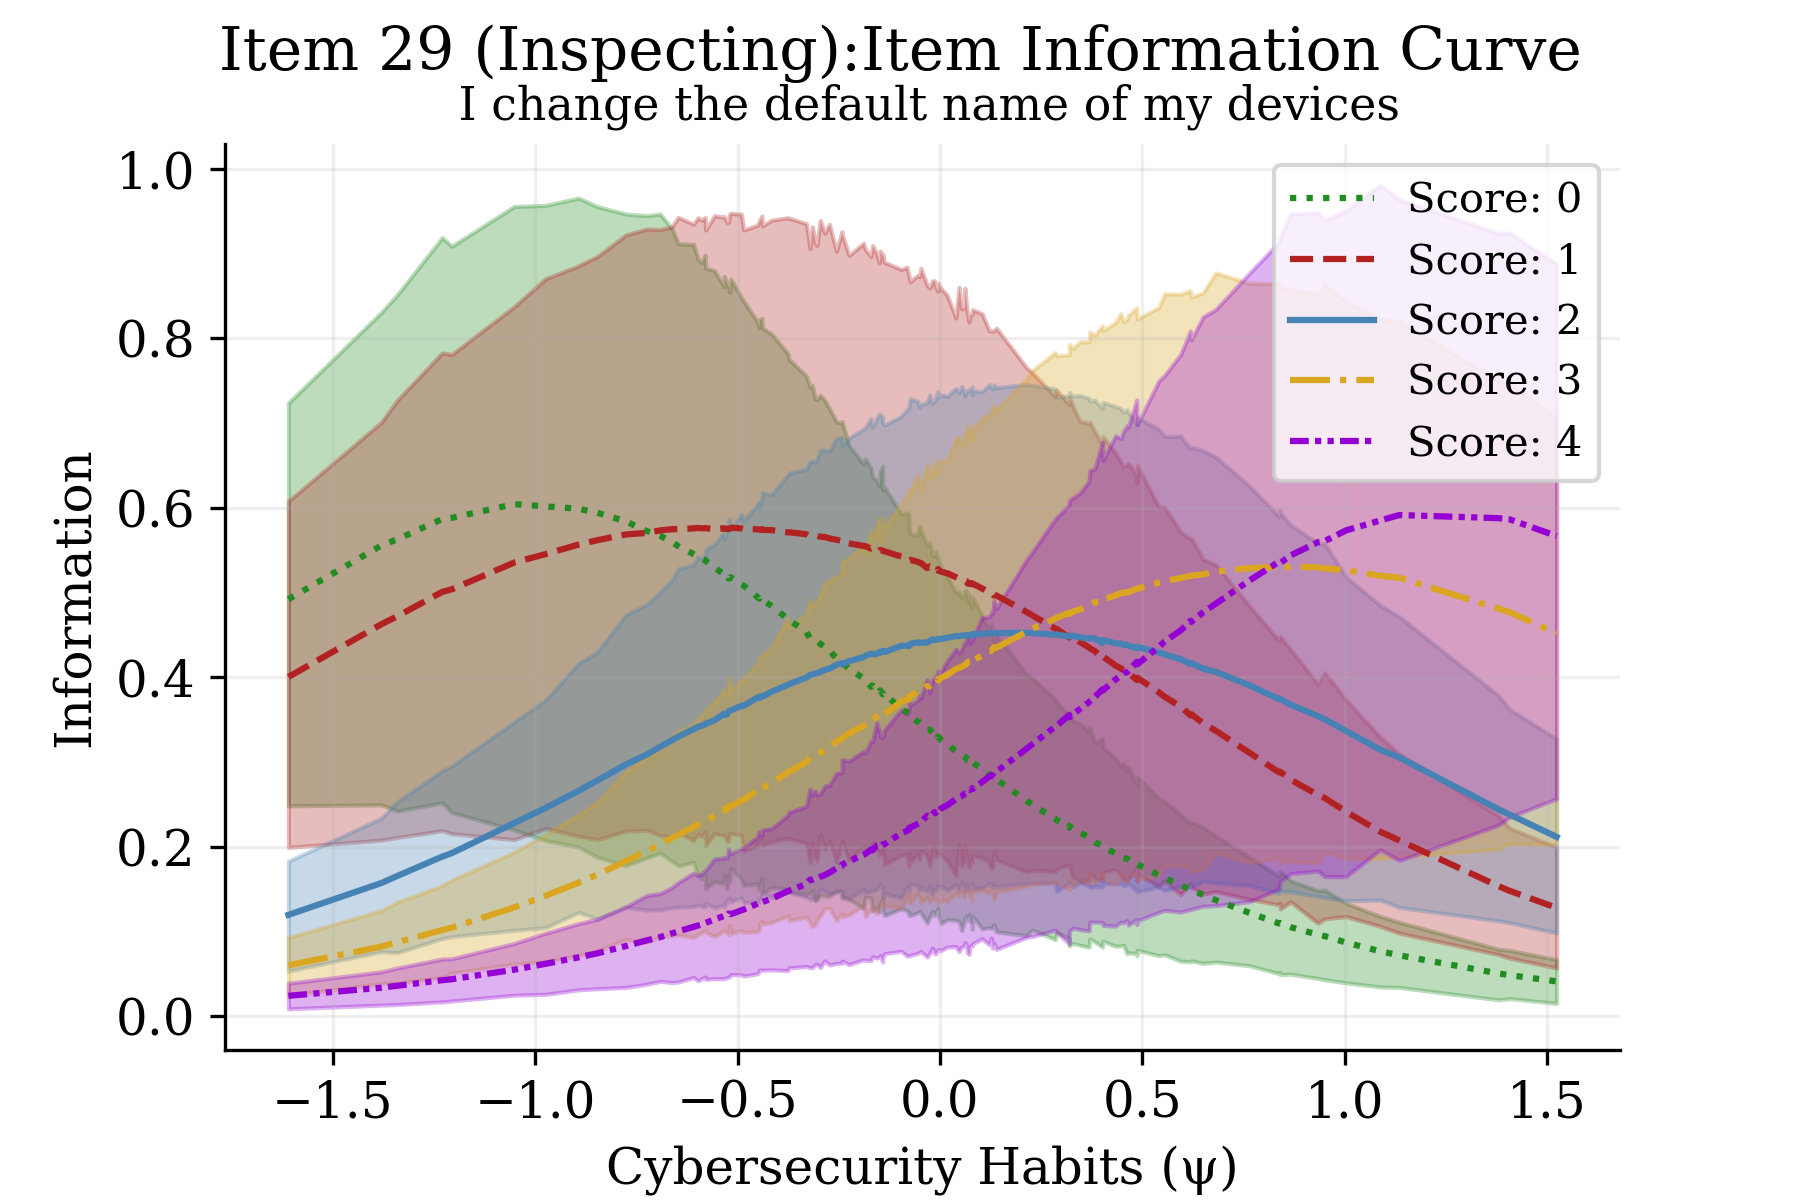 Item 29 (Inspecting):Item Information Curve
I change the default name of my devices
Score: 0
Score: 1
Score: 2
Score: 3
Score: 4
Information
1.0
0.8
0.6
0.4
0.2
0.0
−1.5 −1.0 −0.5 0.0 0.5 1.0 1.5
Cybersecurity Habits (ψ)